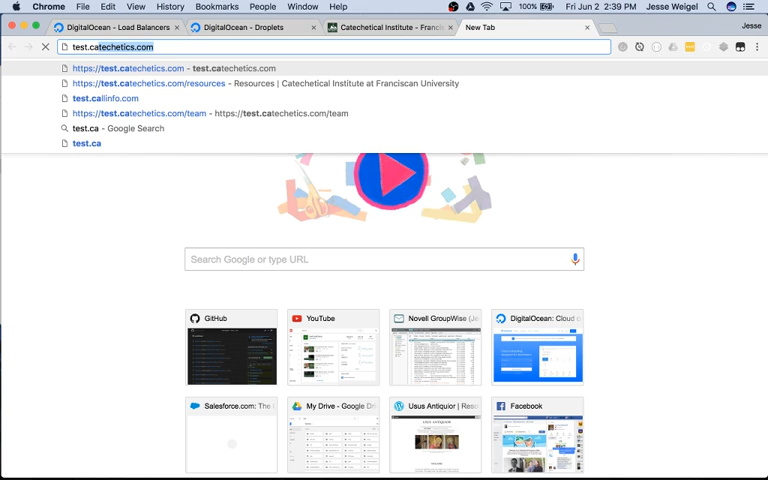 Chrome File Edit View History Bookmarks People Window Help 100% Fri Jun 2 2:39 PM Jesse Weigel
DigitalOcean - Load Balancers DigitalOcean - Droplets Catechetical Institute - Francis New Tab Jesse
test.catechetics.com
https://test.catechetics.com - test.catechetics.com
https://test.catechetics.com/resources - Resources | Catechetical Institute at Franciscan University
test.callinfo.com
https://test.catechetics.com/team - https://test.catechetics.com/team
test.ca - Google Search
test.ca
Search Google or type URL
GitHub YouTube Novell GroupWise (Je DigitalOcean: Cloud c
Salesforce.com: The My Drive - Google Dri Usus Antiquior | Reso Facebook